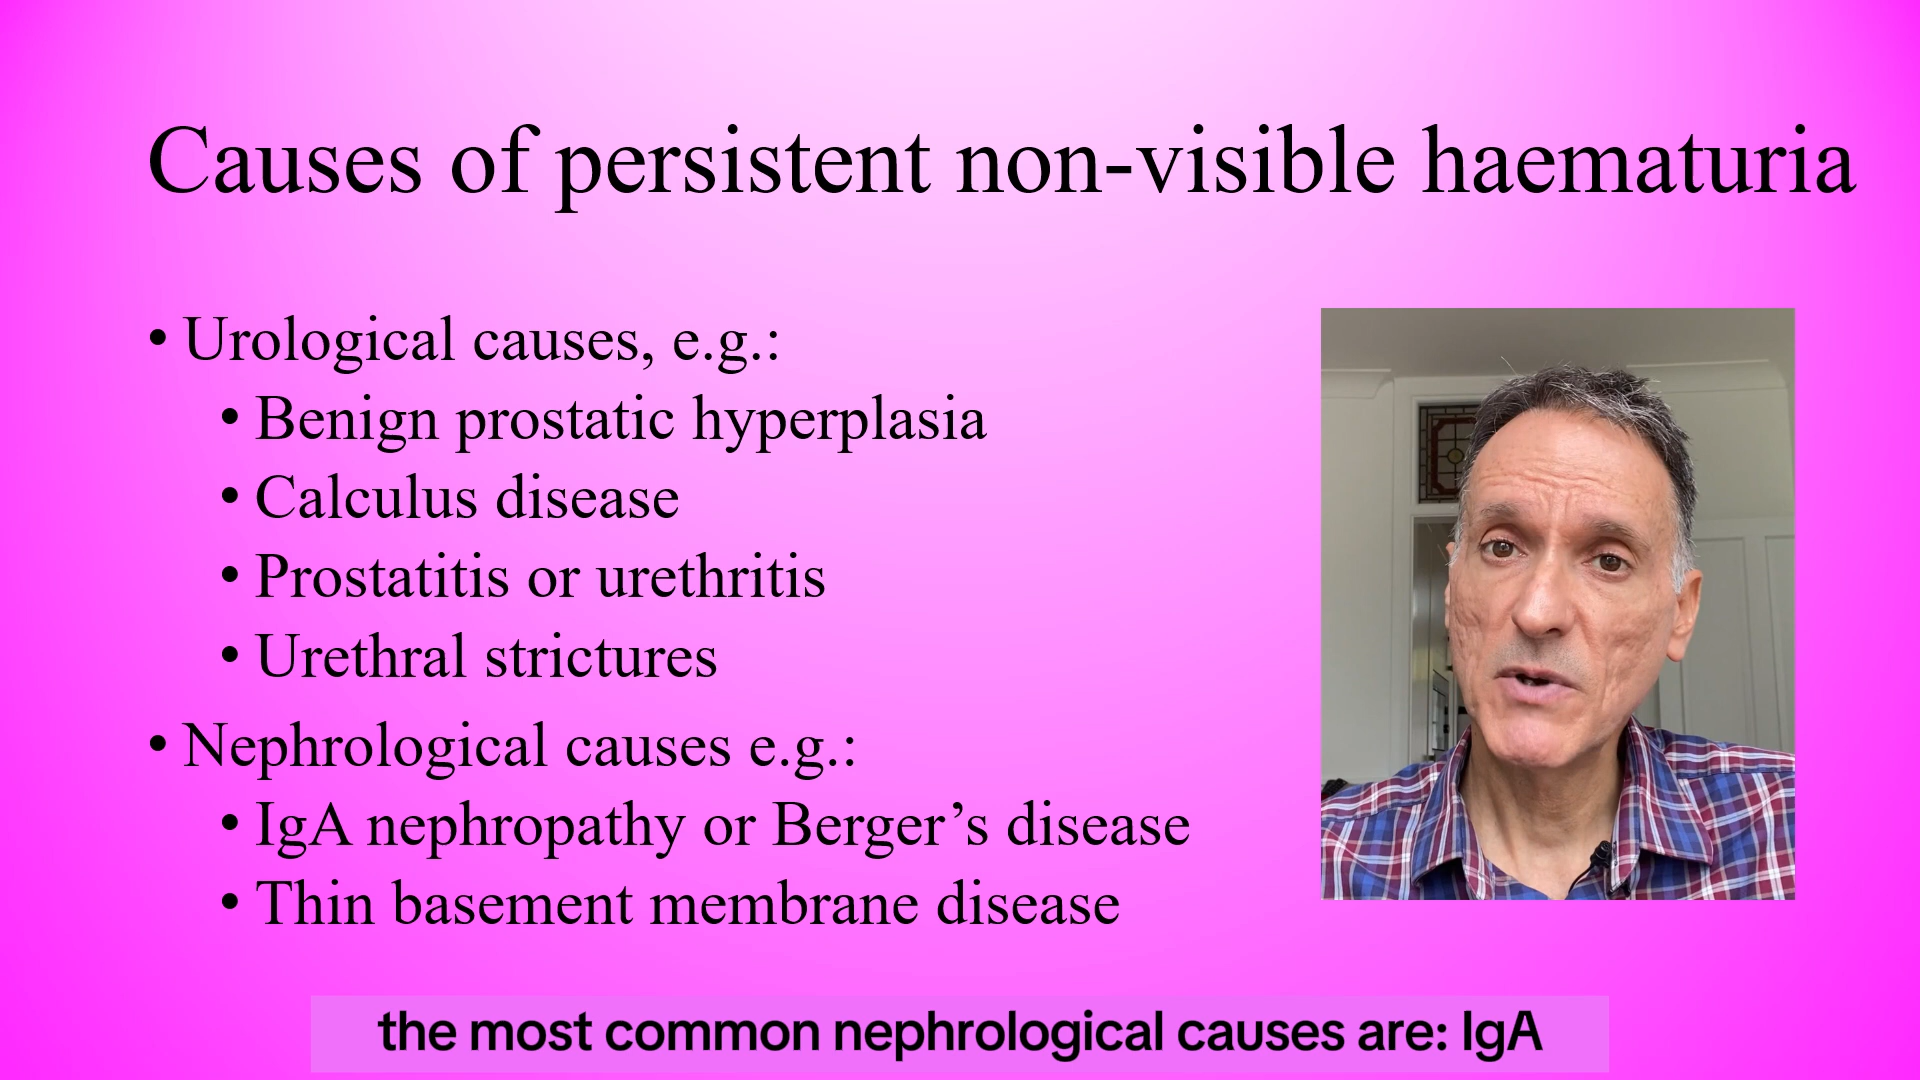 Causes of persistent non-visible haematuria
• Urological causes, e.g.:
• Benign prostatic hyperplasia
• Calculus disease
• Prostatitis or urethritis
• Urethral strictures
• Nephrological causes e.g.:
• IgA nephropathy or Berger’s disease
• Thin basement membrane disease
the most common nephrological causes are: IgA